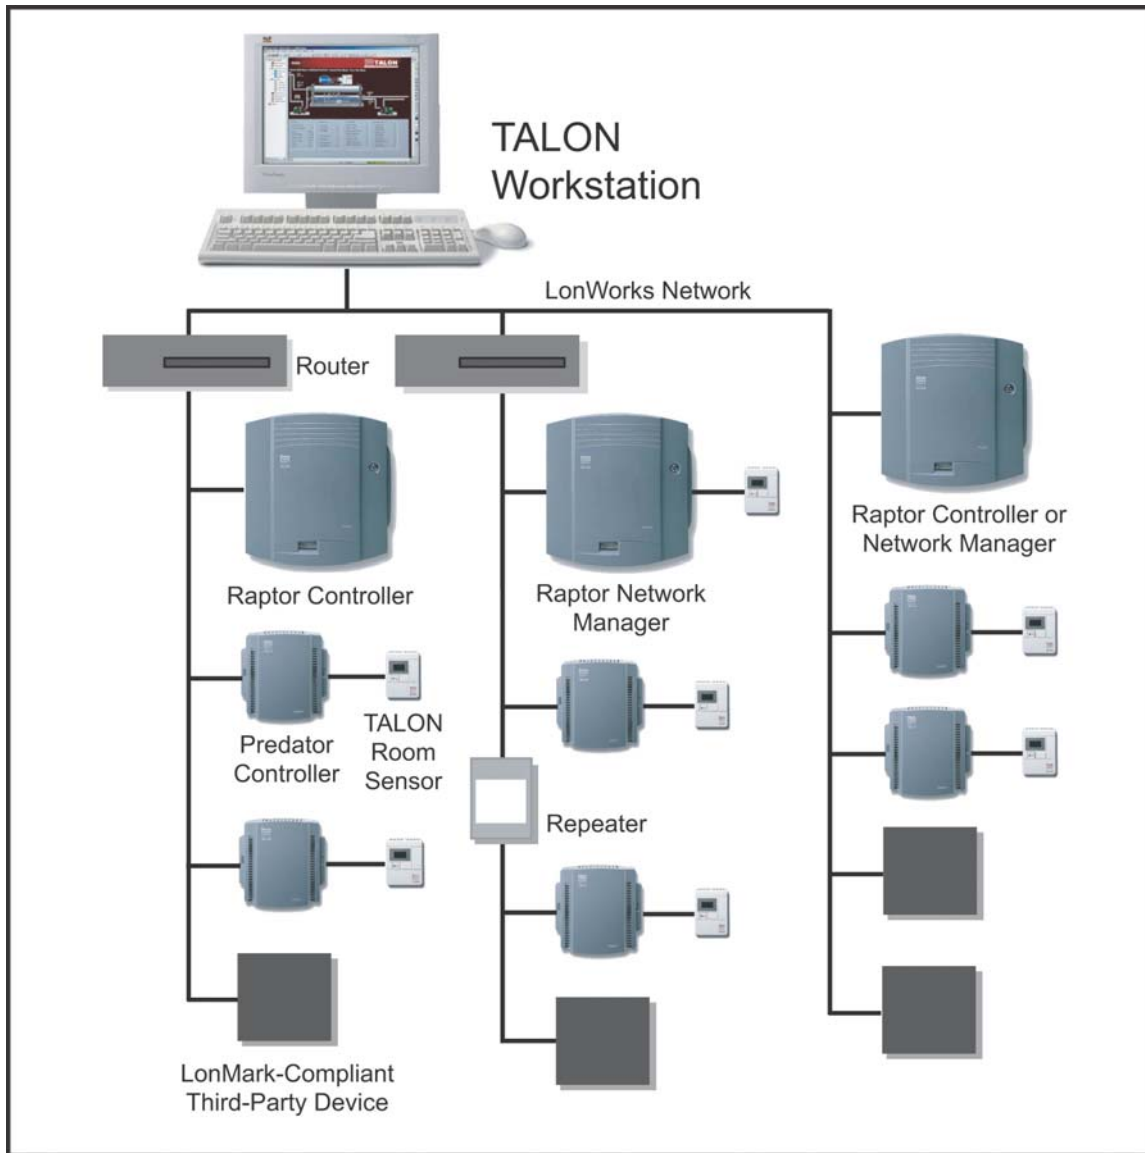 TALON
TALON
Workstation
LonWorks Network
Router
Raptor Controller
Raptor Network
Manager
Raptor Controller or
Network Manager
Predator
Controller
TALON
Room
Sensor
Repeater
LonMark-Compliant
Third-Party Device